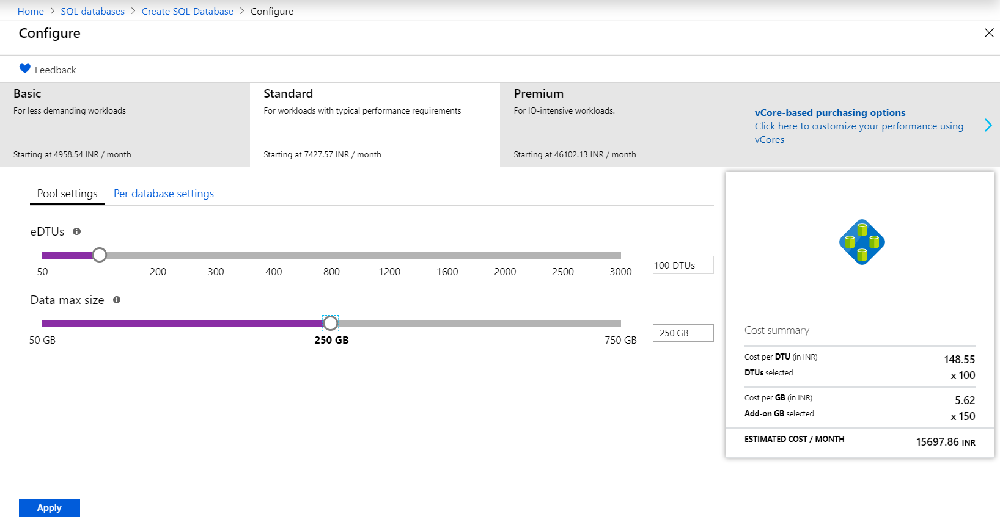 Home > SQL databases > Create SQL Database > Configure
Configure
Feedback
Basic
For less demanding workloads
Starting at 4958.54 INR / month
Standard
For workloads with typical performance requirements
Starting at 7427.57 INR / month
Premium
For IO-intensive workloads.
Starting at 46102.13 INR / month
vCore-based purchasing options
Click here to customize your performance using
vCores
Pool settings Per database settings
eDTUs
50 200 300 400 800 1200 1600 2000 2500 3000
100 DTUs
Data max size
50 GB 250 GB 750 GB
250 GB
Cost summary
Cost per DTU (in INR) 148.55
DTUs selected x 100
Cost per GB (in INR) 5.62
Add-on GB selected x 150
ESTIMATED COST / MONTH 15697.86 INR
Apply